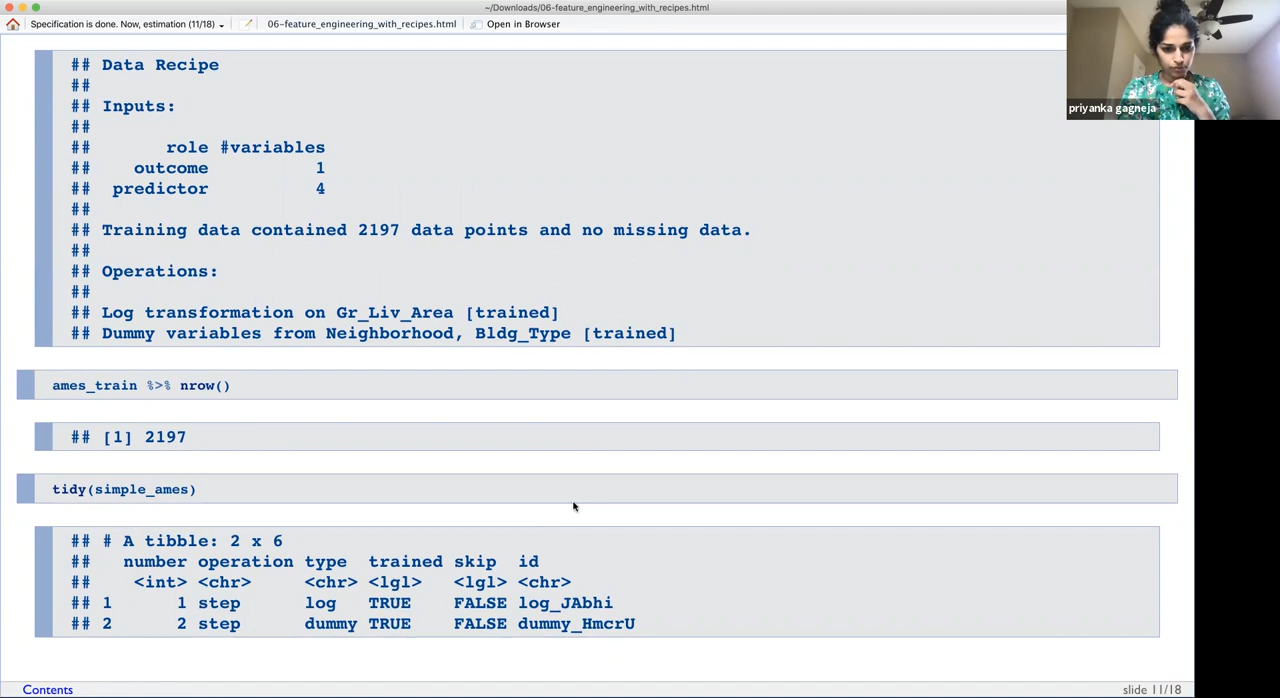 ~/Downloads/06-feature_engineering_with_recipes.html
Specification is done. Now, estimation (11/18)
06-feature_engineering_with_recipes.html
Open in Browser
## Data Recipe
##
## Inputs:
##
##       role #variables
##    outcome          1
##  predictor          4
##
## Training data contained 2197 data points and no missing data.
##
## Operations:
##
## Log transformation on Gr_Liv_Area [trained]
## Dummy variables from Neighborhood, Bldg_Type [trained]
ames_train %>% nrow()
## [1] 2197
tidy(simple_ames)
## # A tibble: 2 x 6
##   number operation type  trained skip  id
##    <int> <chr>     <chr> <lgl>   <lgl> <chr>
## 1      1 step      log   TRUE    FALSE log_JAbhi
## 2      2 step      dummy TRUE    FALSE dummy_HmcrU
Contents
slide 11/18
priyanka gagneja